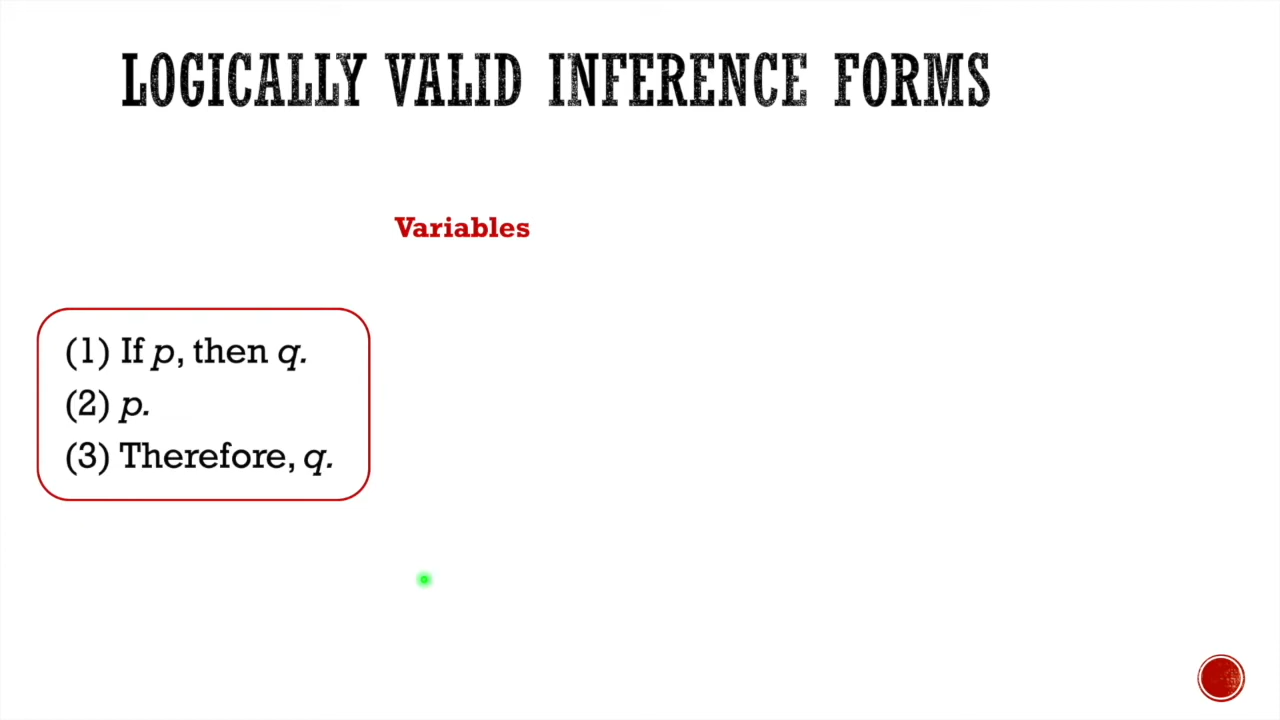 LOGICALLY VALID INFERENCE FORMS
Variables
(1) If p, then q.
(2) p.
(3) Therefore, q.